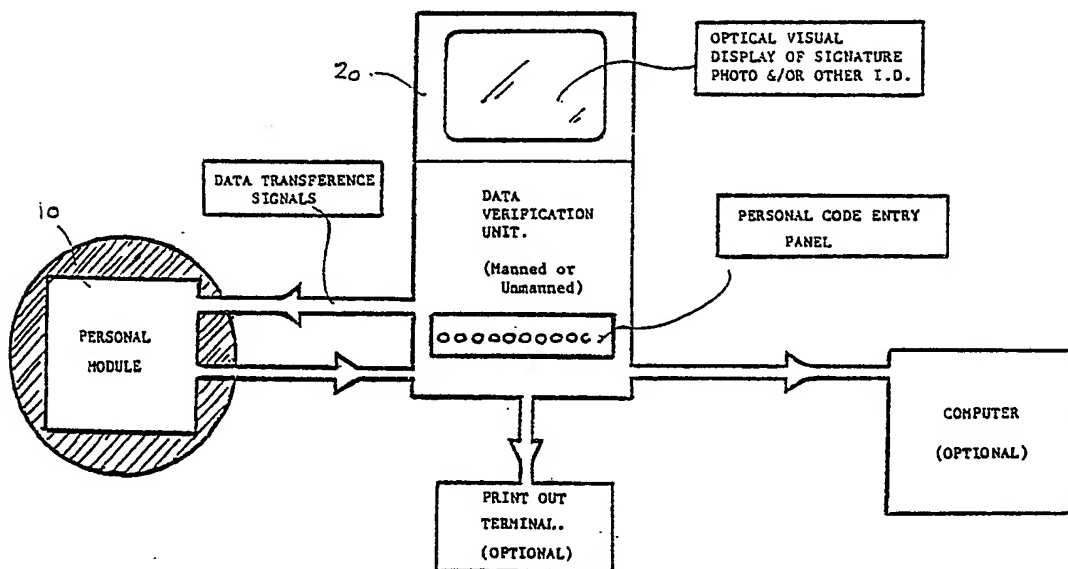 OPTICAL VISUAL
DISPLAY OF SIGNATURE
PHOTO &/OR OTHER I.D.
20
DATA TRANSFERENCE
SIGNALS
DATA
VERIFICATION
UNIT.
(Manned or
Unmanned)
PERSONAL CODE ENTRY
PANEL
10
PERSONAL
MODULE
COMPUTER
(OPTIONAL)
PRINT OUT
TERMINAL.
(OPTIONAL)